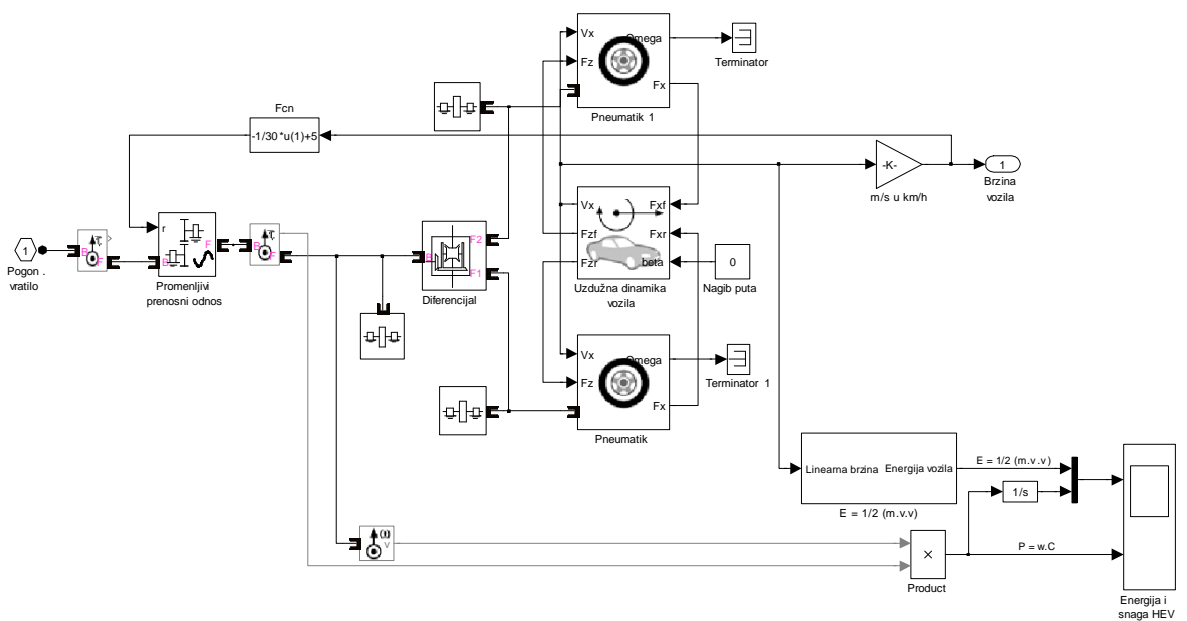 Vx
Omega
Fz
Fx
Pneumatik 1
Terminator
Fcn
-1/30 *u(1)+5
-K-
m/s u km/h
1
Brzina
vozila
1
Pogon .
vratilo
B
F
r
B
F
Promenljivi
prenosni odnos
B
F
B
F2
F1
Diferencijal
Vx
Fxf
Fzf
Fxr
Fzr
beta
Uzdužna dinamika
vozila
0
Nagib puta
Vx
Omega
Fz
Fx
Pneumatik
Terminator 1
Linearna brzina
Energija vozila
E = 1/2 (m.v.v)
E = 1/2 (m.v.v)
1/s
v
×
Product
P = w.C
Energija i
snaga HEV